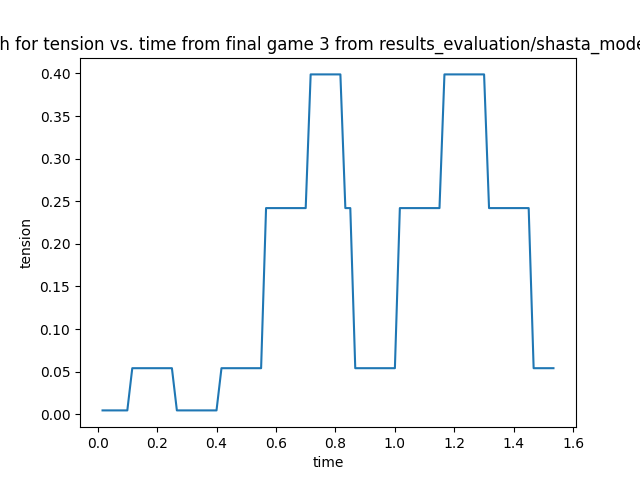 h for tension vs. time from final game 3 from results_evaluation/shasta_mode
0.40
0.35
0.30
0.25
0.20
0.15
0.10
0.05
0.00
tension
0.0 0.2 0.4 0.6 0.8 1.0 1.2 1.4 1.6
time